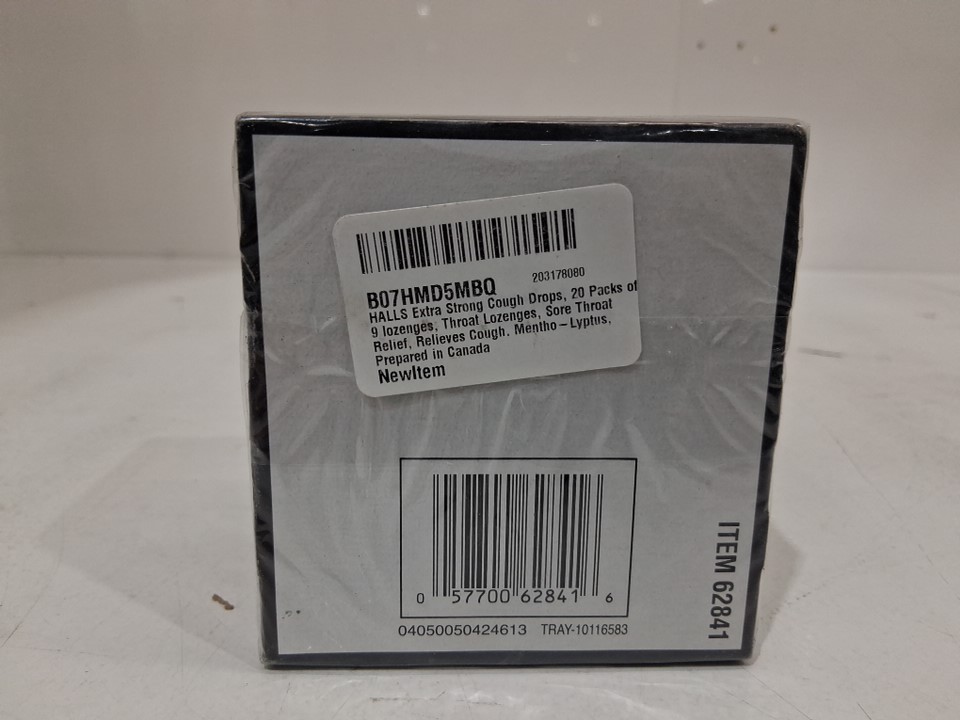 B07HMD5MBQ 203178080
HALLS Extra Strong Cough Drops, 20 Packs of
9 lozenges, Throat Lozenges, Sore Throat
Relief, Relieves Cough. Mentho-Lyptus,
Prepared in Canada
NewItem
0 57700 62841 6
04050050424613 TRAY-10116583
ITEM 62841